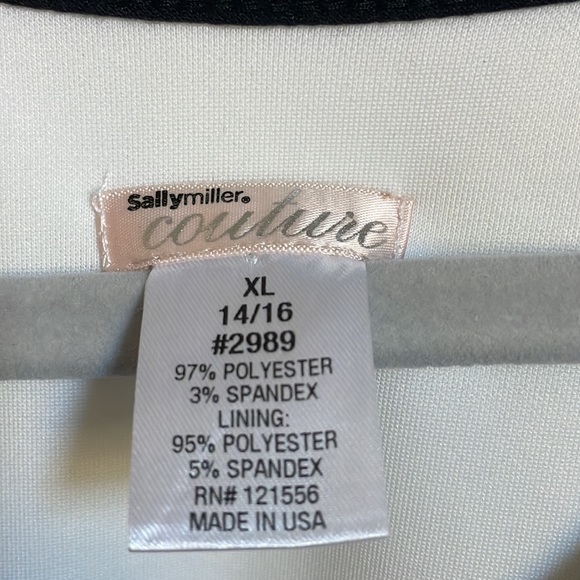 Sallymiller®
couture
XL
14/16
#2989
97% POLYESTER
3% SPANDEX
LINING:
95% POLYESTER
5% SPANDEX
RN# 121556
MADE IN USA